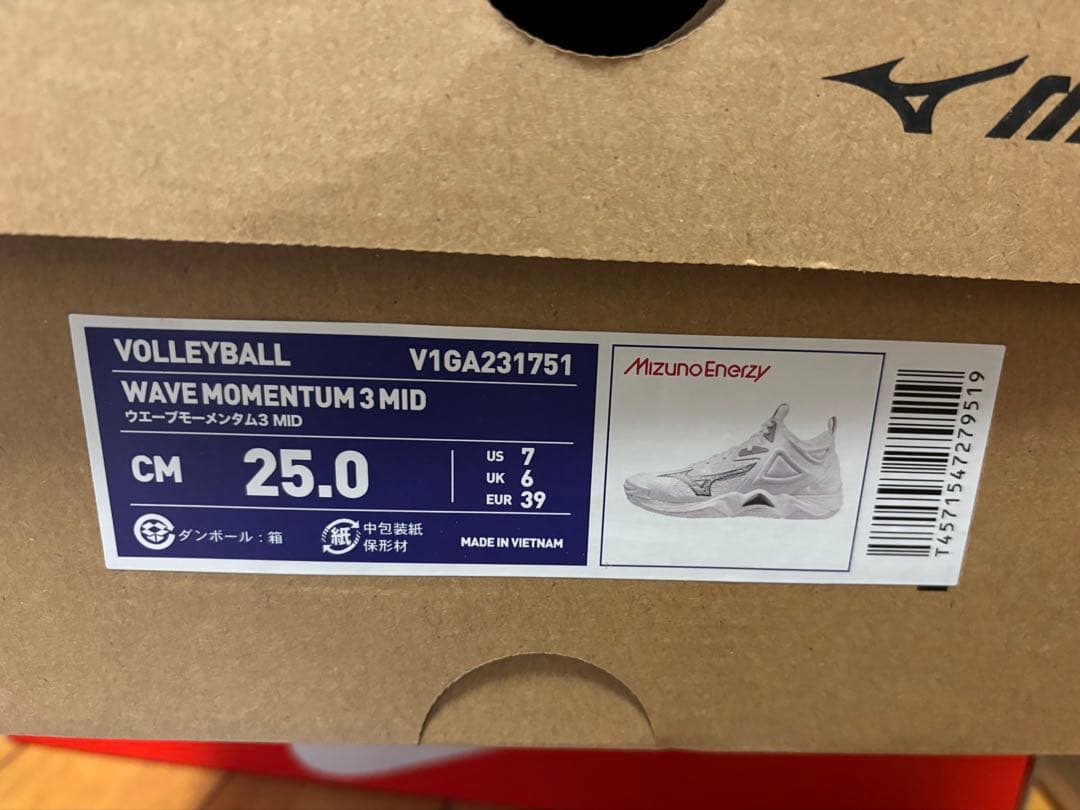 VOLLEYBALL V1GA231751
WAVE MOMENTUM 3 MID
ウエーブモーメンタム3 MID
CM 25.0
US 7
UK 6
EUR 39
ダンボール：箱
紙 中包装紙
保形材
MADE IN VIETNAM
Mizuno Enerzy
T4571547279519